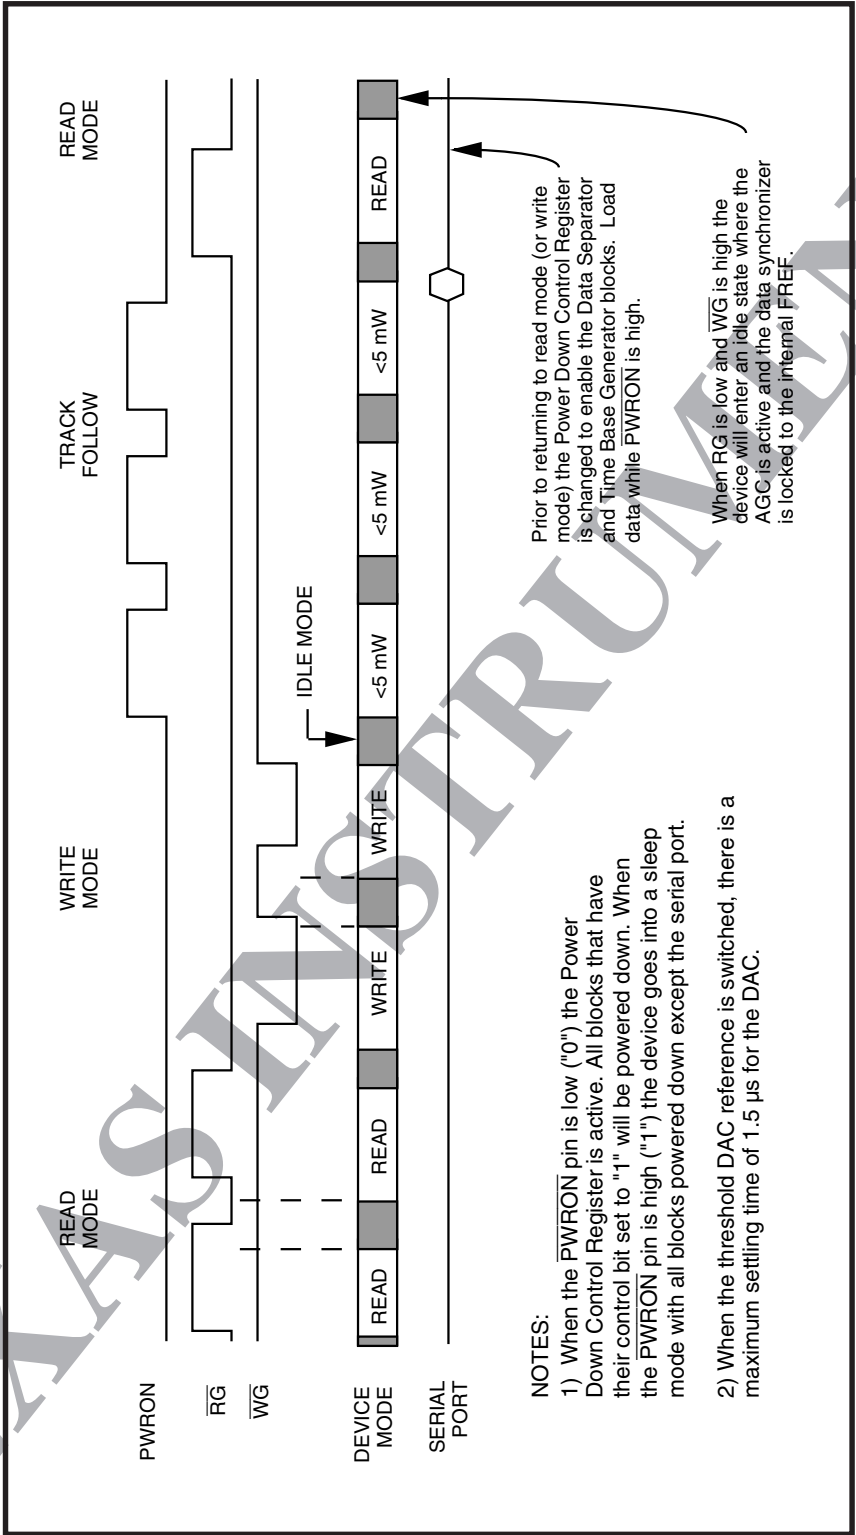 READ
MODE
WRITE
MODE
TRACK
FOLLOW
READ
MODE
PWRON
RG
WG
IDLE MODE
DEVICE
MODE
READ
READ
WRITE
WRITE
<5 mW
<5 mW
<5 mW
READ
SERIAL
PORT
Prior to returning to read mode (or write
mode) the Power Down Control Register
is changed to enable the Data Separator
and Time Base Generator blocks. Load
data while PWRON is high.
When RG is low and WG is high the
device will enter an idle state where the
AGC is active and the data synchronizer
is locked to the internal FREF.
NOTES:
1) When the PWRON pin is low ("0") the Power
Down Control Register is active. All blocks that have
their control bit set to "1" will be powered down. When
the PWRON pin is high ("1") the device goes into a sleep
mode with all blocks powered down except the serial port.
2) When the threshold DAC reference is switched, there is a
maximum settling time of 1.5 µs for the DAC.
XAS INSTRUMEN